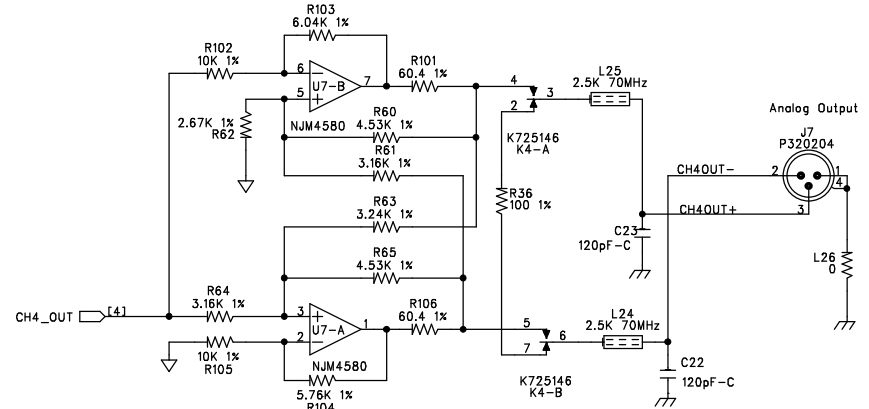 R103
6.04K 1%
R102
10K 1%
6
5
U7-B
7
R101
60.4 1%
2.67K 1%
R62
NJM4580
R60
4.53K 1%
R61
3.16K 1%
R63
3.24K 1%
R65
4.53K 1%
4
2
3
K725146
K4-A
R36
100 1%
L25
2.5K 70MHz
Analog Output
J7
P320204
CH4OUT-
2
1
4
CH4OUT+
3
C23
120pF-C
L26
0
CH4_OUT
[4]
R64
3.16K 1%
3
2
U7-A
1
R106
60.4 1%
10K 1%
R105
NJM4580
5.76K 1%
R104
5
7
6
K725146
K4-B
L24
2.5K 70MHz
C22
120pF-C